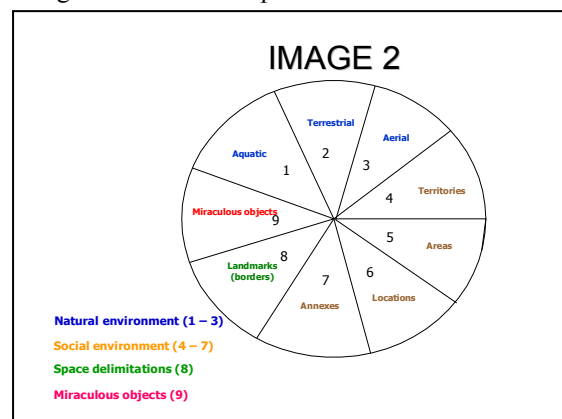 IMAGE 2
Terrestrial
2
Aerial
3
Aquatic
1
Territories
4
Miraculous objects
9
Areas
5
Landmarks
(borders)
8
Locations
6
Annexes
7
Natural environment (1 – 3)
Social environment (4 – 7)
Space delimitations (8)
Miraculous objects (9)